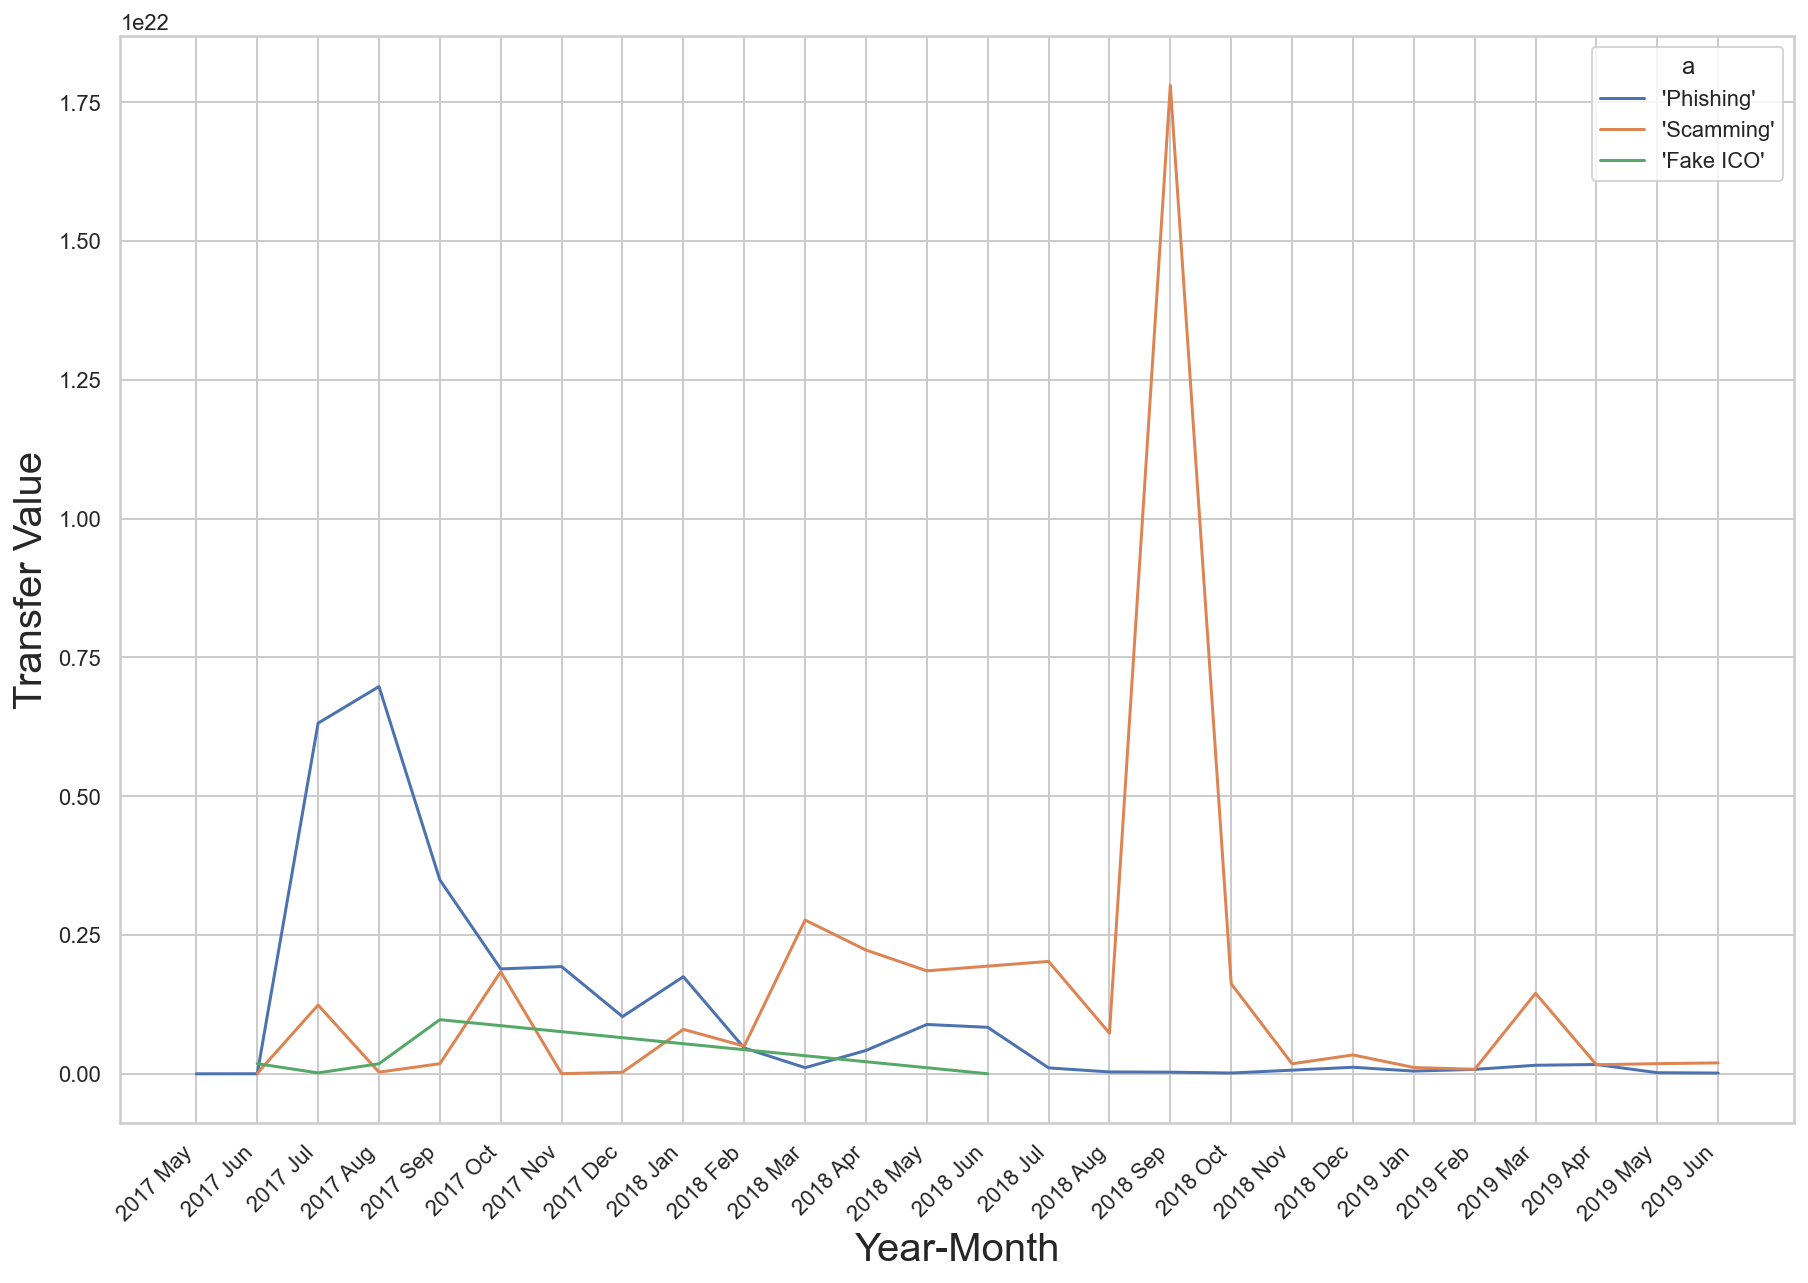 1e22
a
'Phishing'
'Scamming'
'Fake ICO'
1.75
1.50
1.25
1.00
0.75
0.50
0.25
0.00
Transfer Value
2017 May
2017 Jun
2017 Jul
2017 Aug
2017 Sep
2017 Oct
2017 Nov
2017 Dec
2018 Jan
2018 Feb
2018 Mar
2018 Apr
2018 May
2018 Jun
2018 Jul
2018 Aug
2018 Sep
2018 Oct
2018 Nov
2018 Dec
2019 Jan
2019 Feb
2019 Mar
2019 Apr
2019 May
2019 Jun
Year-Month